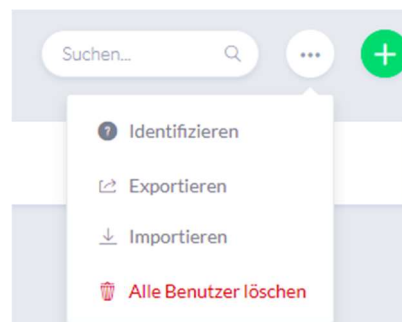 Suchen...
Identifizieren
Exportieren
Importieren
Alle Benutzer löschen